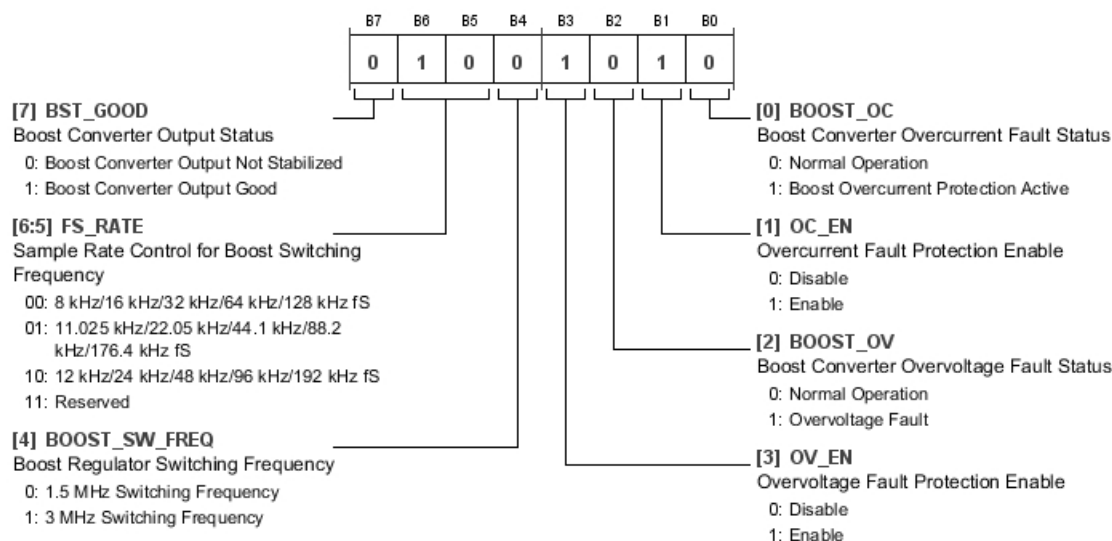 B7 B6 B5 B4 B3 B2 B1 B0
0 1 0 0 1 0 1 0
[7] BST_GOOD
Boost Converter Output Status
0: Boost Converter Output Not Stabilized
1: Boost Converter Output Good
[6:5] FS_RATE
Sample Rate Control for Boost Switching
Frequency
00: 8 kHz/16 kHz/32 kHz/64 kHz/128 kHz fS
01: 11.025 kHz/22.05 kHz/44.1 kHz/88.2
kHz/176.4 kHz fS
10: 12 kHz/24 kHz/48 kHz/96 kHz/192 kHz fS
11: Reserved
[4] BOOST_SW_FREQ
Boost Regulator Switching Frequency
0: 1.5 MHz Switching Frequency
1: 3 MHz Switching Frequency
[0] BOOST_OC
Boost Converter Overcurrent Fault Status
0: Normal Operation
1: Boost Overcurrent Protection Active
[1] OC_EN
Overcurrent Fault Protection Enable
0: Disable
1: Enable
[2] BOOST_OV
Boost Converter Overvoltage Fault Status
0: Normal Operation
1: Overvoltage Fault
[3] OV_EN
Overvoltage Fault Protection Enable
0: Disable
1: Enable